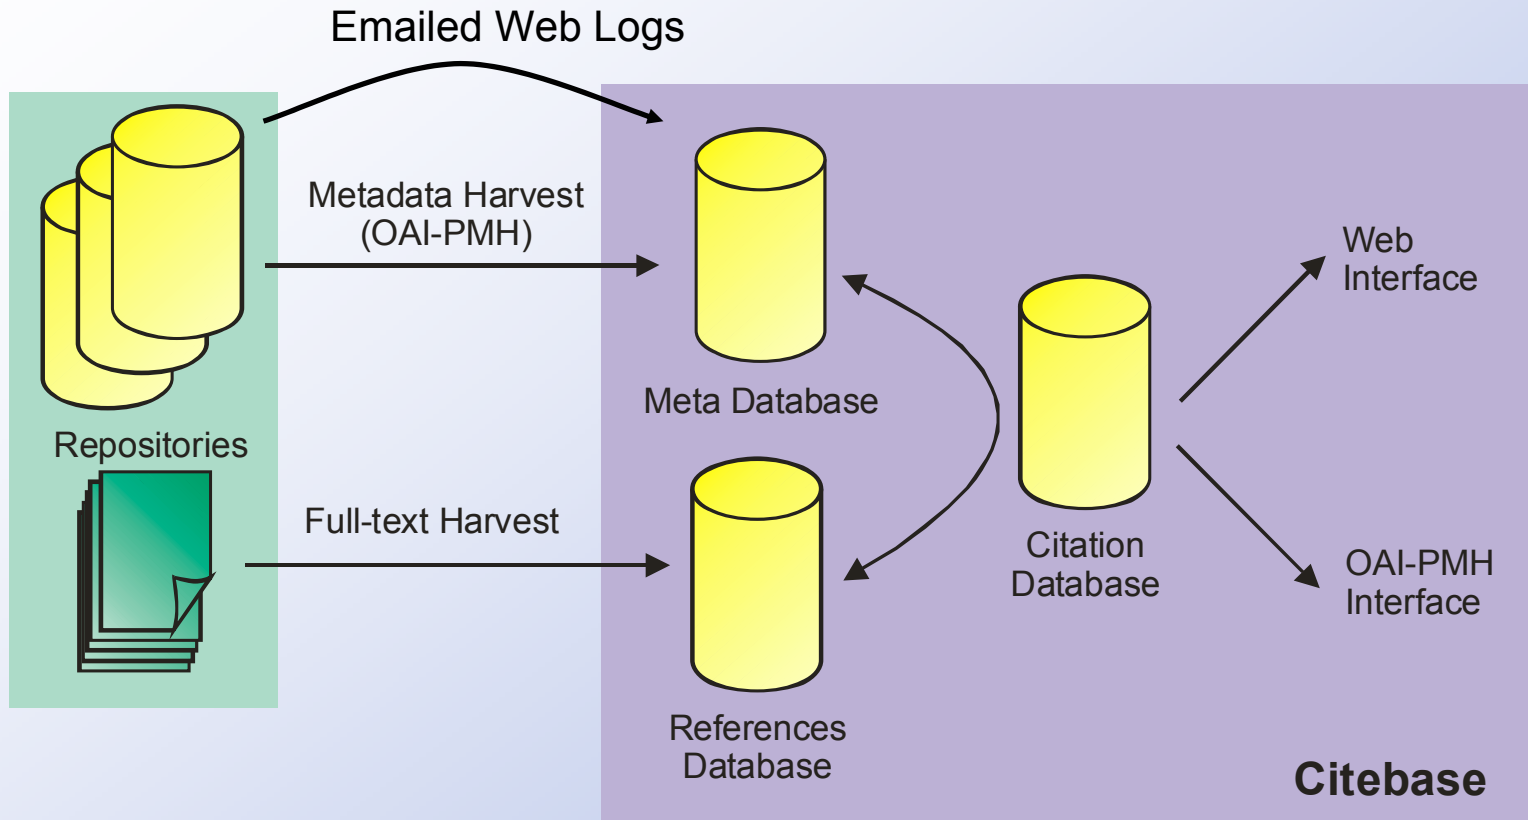 Emailed Web Logs
Metadata Harvest
(OAI-PMH)
Repositories
Full-text Harvest
Meta Database
References
Database
Citation
Database
Web
Interface
OAI-PMH
Interface
Citebase